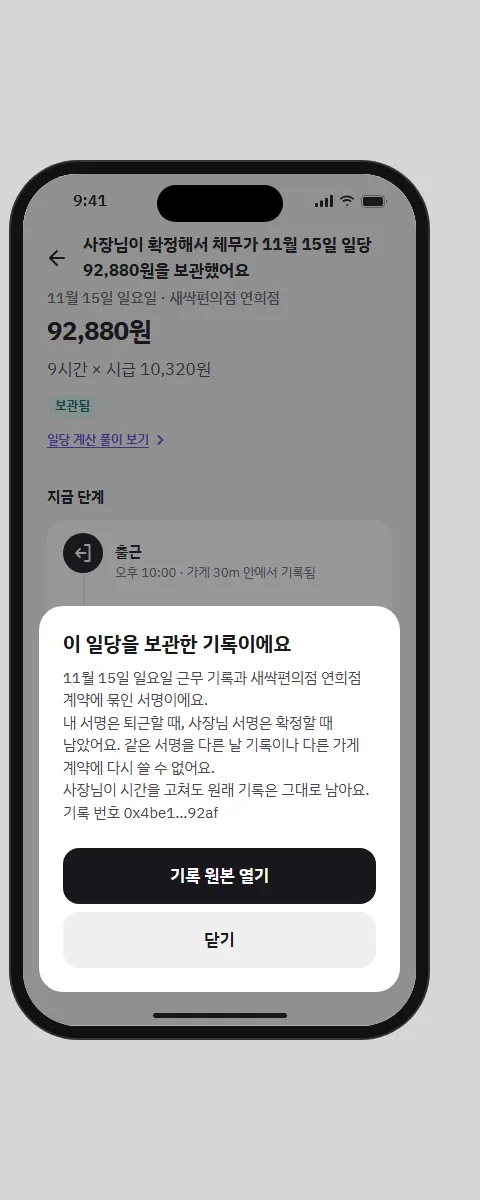 9:41
사장님이 확정해서 체무가 11월 15일 일당
92,880원을 보관했어요
11월 15일 일요일 · 새싹편의점 연희점
92,880원
9시간 × 시급 10,320원
보관됨
일당 계산 풀이 보기
지금 단계
출근
오후 10:00 · 가게 30m 안에서 기록됨
이 일당을 보관한 기록이에요
11월 15일 일요일 근무 기록과 새싹편의점 연희점
계약에 묶인 서명이에요.
내 서명은 퇴근할 때, 사장님 서명은 확정할 때
남았어요. 같은 서명을 다른 날 기록이나 다른 가게
계약에 다시 쓸 수 없어요.
사장님이 시간을 고쳐도 원래 기록은 그대로 남아요.
기록 번호 0x4be1...92af
기록 원본 열기
닫기